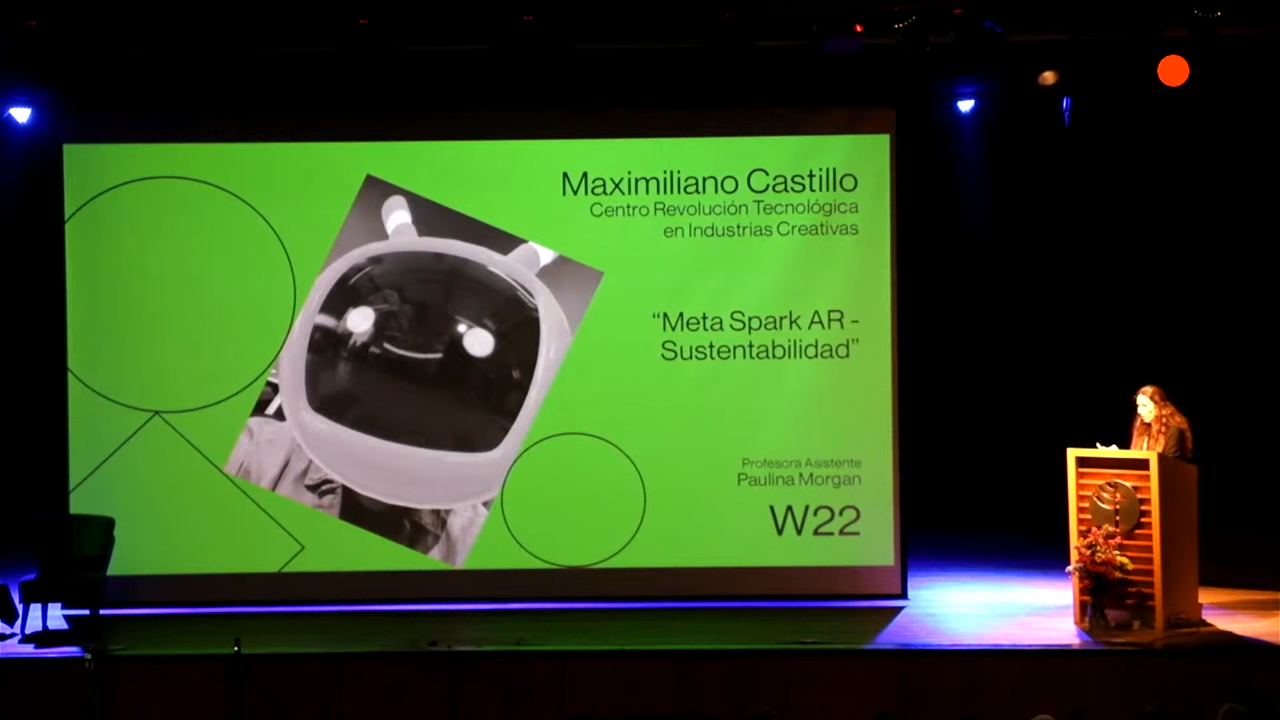 Maximiliano Castillo
Centro Revolución Tecnológica
en Industrias Creativas
“Meta Spark AR -
Sustentabilidad”
Profesora Asistente
Paulina Morgan
W22